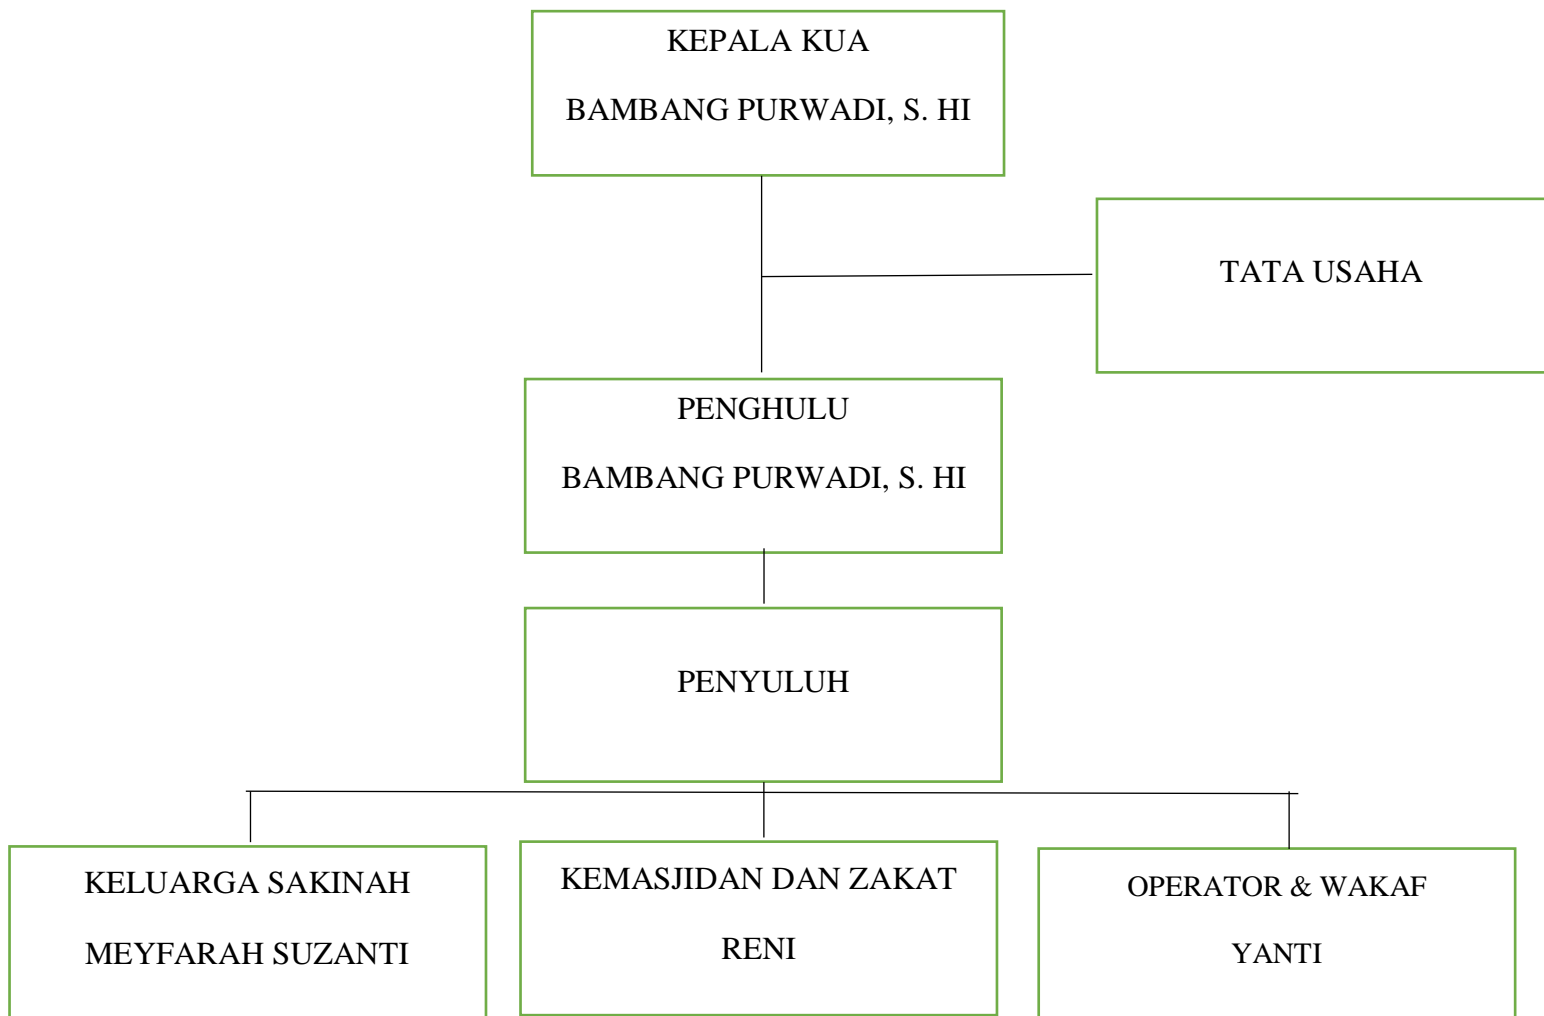 KEPALA KUA
BAMBANG PURWADI, S. HI
TATA USAHA
PENGHULU
BAMBANG PURWADI, S. HI
PENYULUH
KELUARGA SAKINAH
MEYFARAH SUZANTI
KEMASJIDAN DAN ZAKAT
RENI
OPERATOR & WAKAF
YANTI